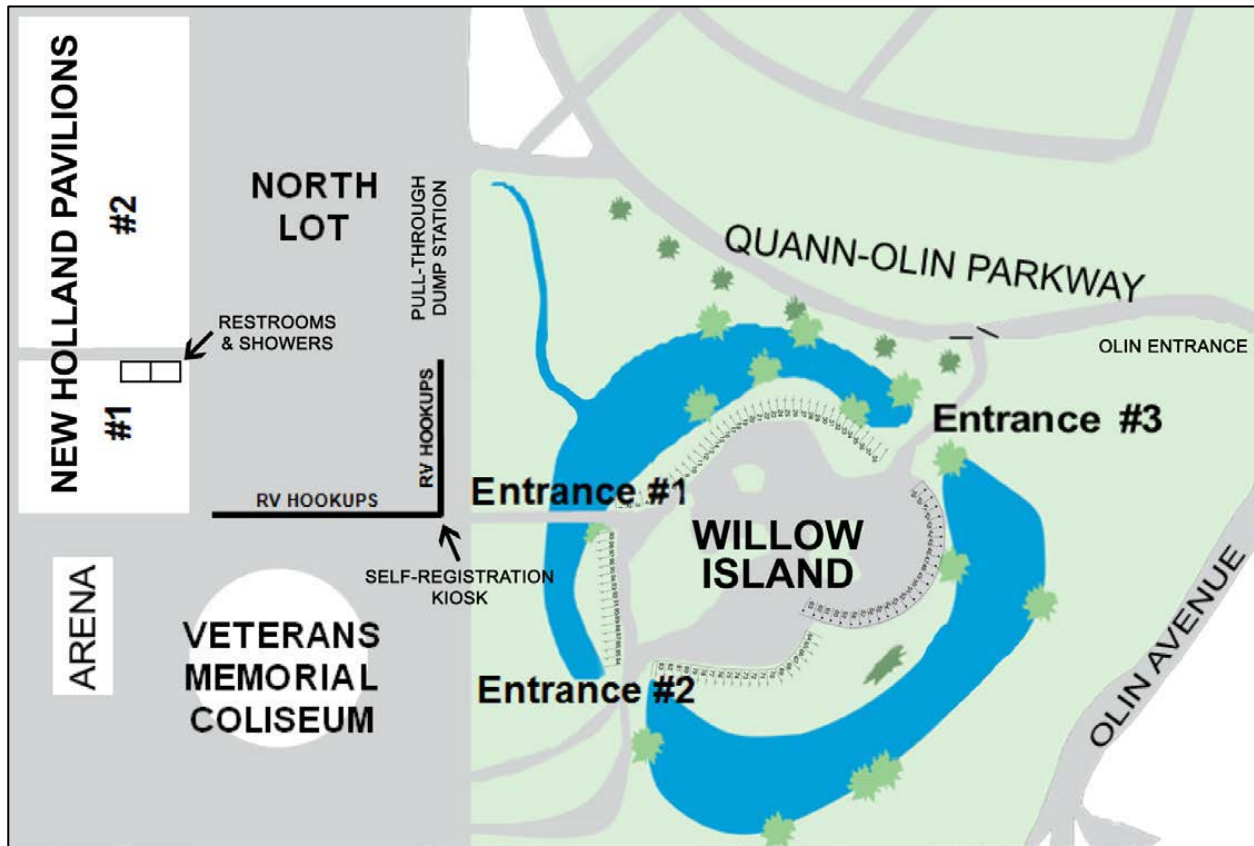 NEW HOLLAND PAVILIONS
#2
#1
NORTH
LOT
PULL-THROUGH
DUMP STATION
RESTROOMS
& SHOWERS
RV HOOKUPS
RV HOOKUPS
SELF-REGISTRATION
KIOSK
ARENA
VETERANS
MEMORIAL
COLISEUM
QUANN-OLIN PARKWAY
OLIN ENTRANCE
Entrance #3
Entrance #1
WILLOW
ISLAND
Entrance #2
OLIN AVENUE